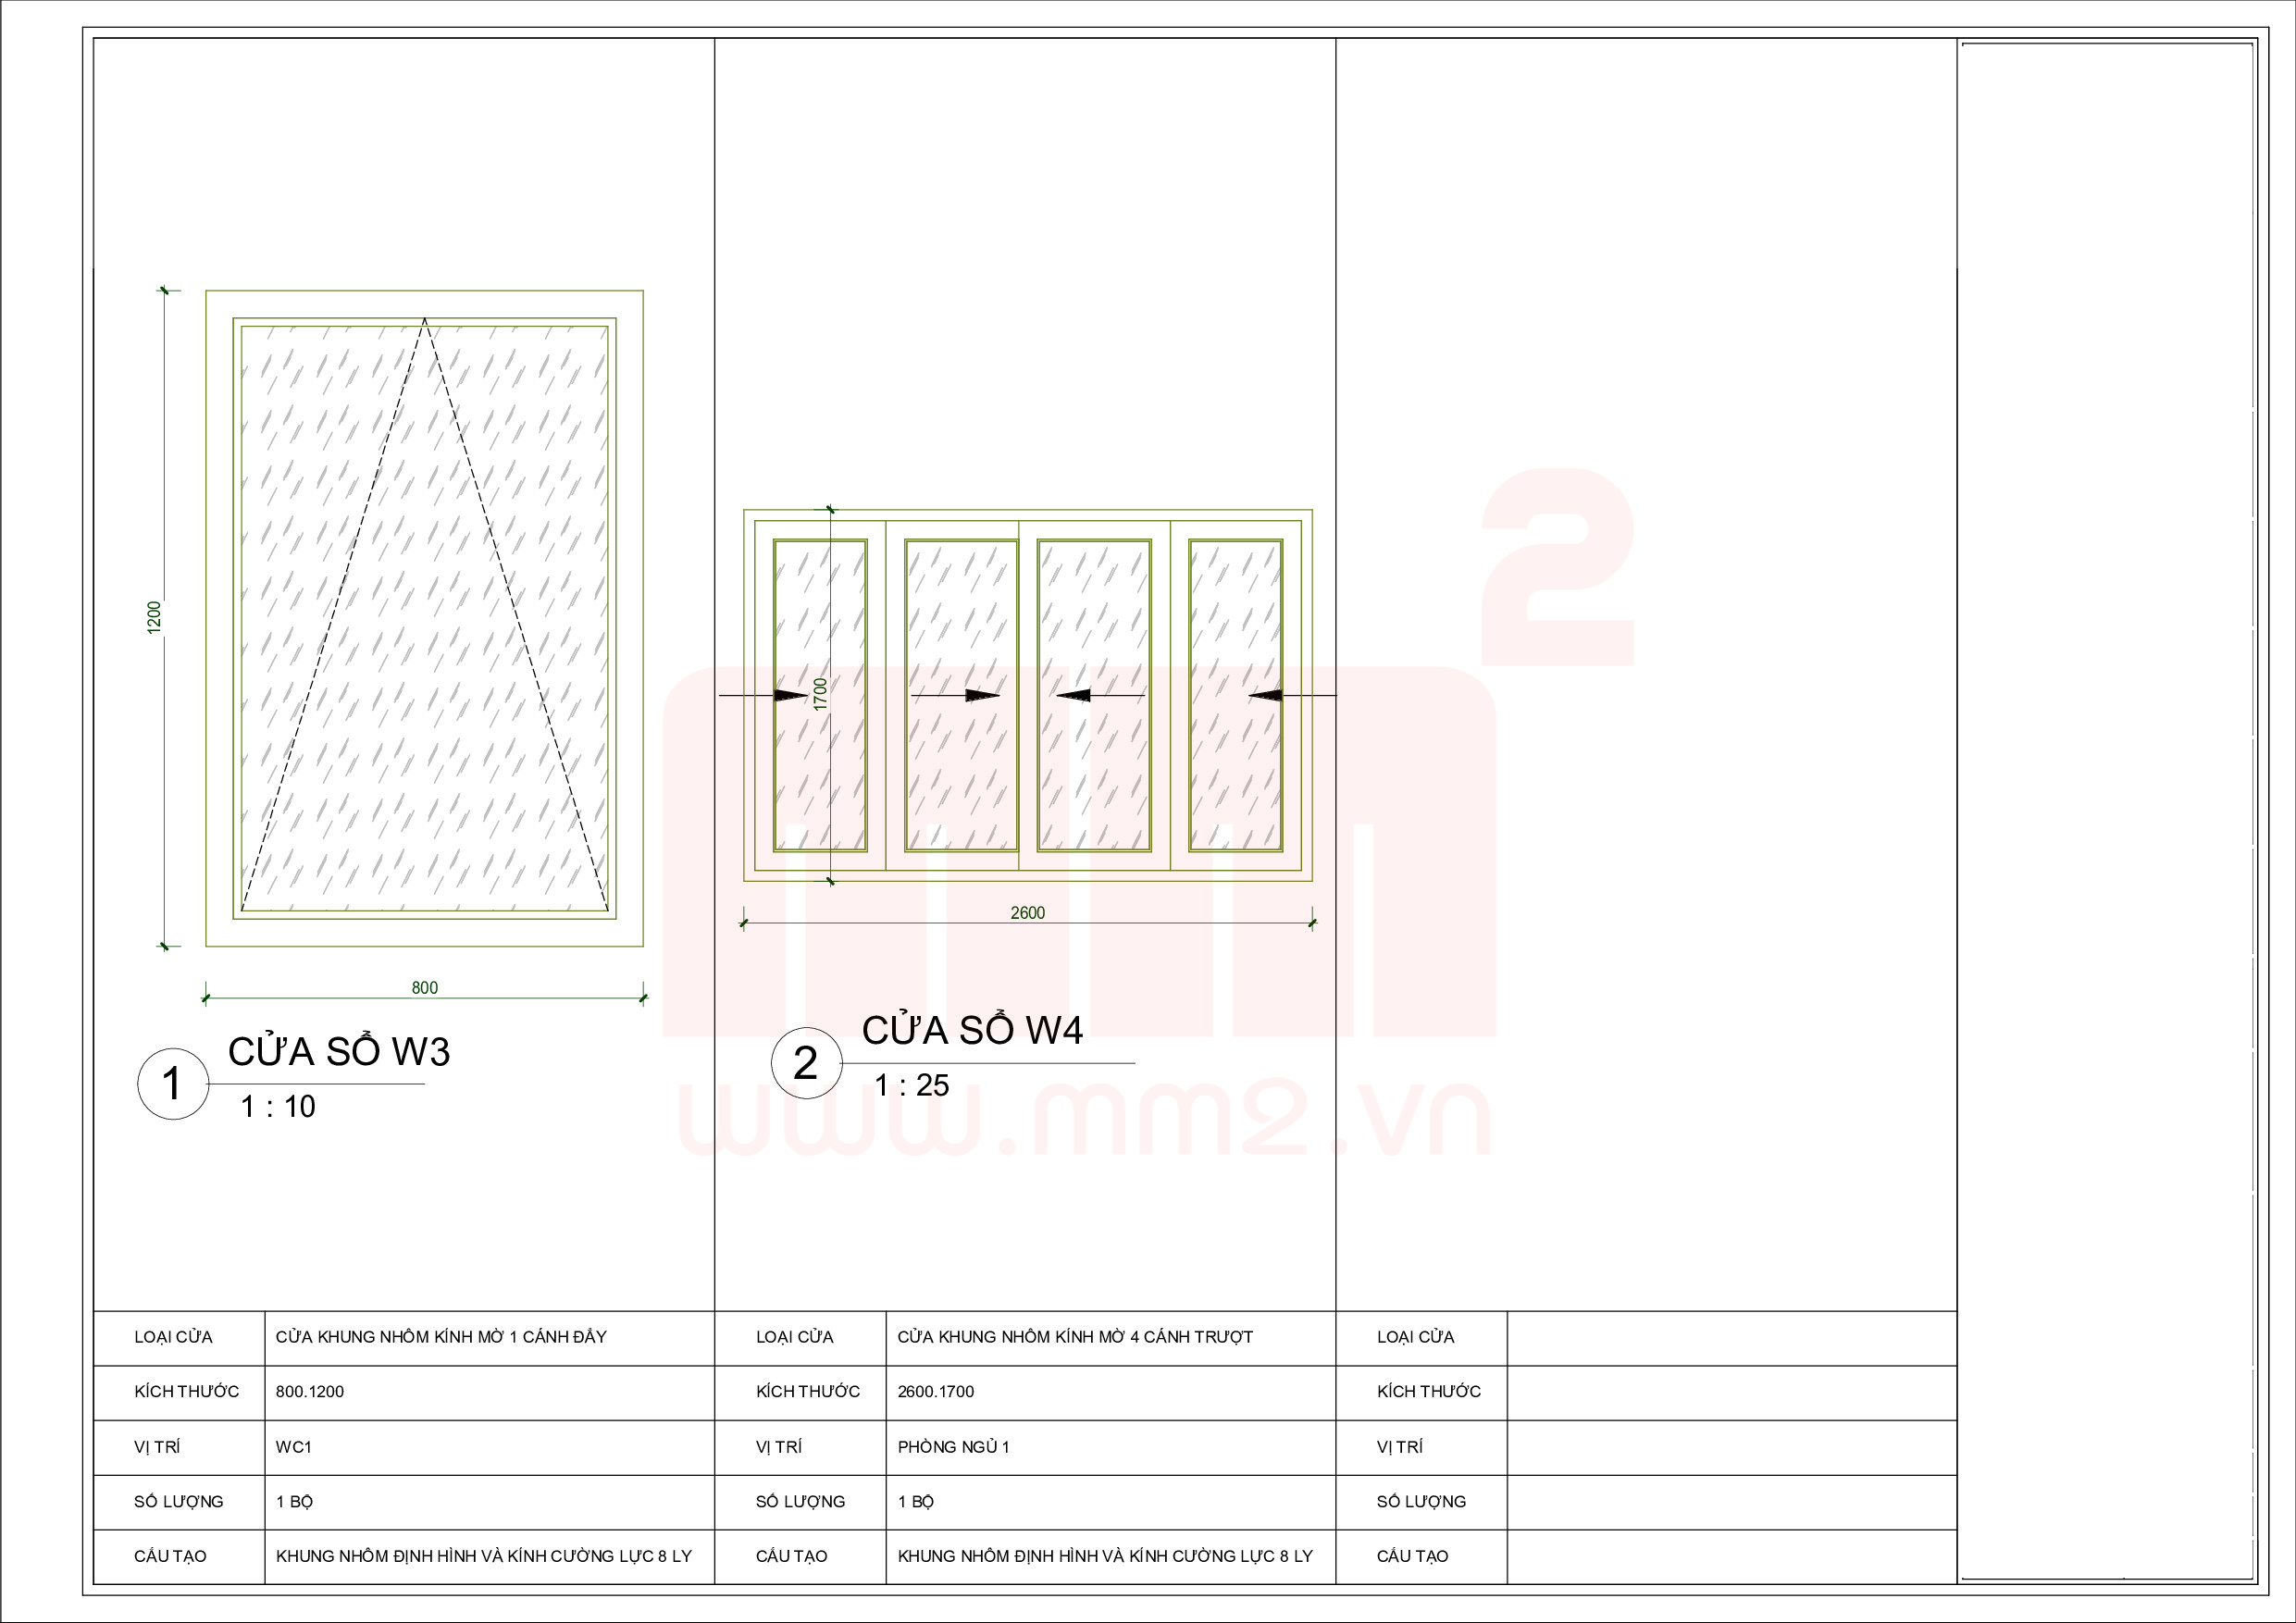 1200
800
1
CỬA SỔ W3
1 : 10
1700
2600
2
CỬA SỔ W4
1 : 25
mm2
www.mm2.vn
LOẠI CỬA CỬA KHUNG NHÔM KÍNH MỜ 1 CÁNH ĐẨY
KÍCH THƯỚC 800.1200
VỊ TRÍ WC1
SỐ LƯỢNG 1 BỘ
CẤU TẠO KHUNG NHÔM ĐỊNH HÌNH VÀ KÍNH CƯỜNG LỰC 8 LY
LOẠI CỬA CỬA KHUNG NHÔM KÍNH MỜ 4 CÁNH TRƯỢT
KÍCH THƯỚC 2600.1700
VỊ TRÍ PHÒNG NGỦ 1
SỐ LƯỢNG 1 BỘ
CẤU TẠO KHUNG NHÔM ĐỊNH HÌNH VÀ KÍNH CƯỜNG LỰC 8 LY
LOẠI CỬA
KÍCH THƯỚC
VỊ TRÍ
SỐ LƯỢNG
CẤU TẠO